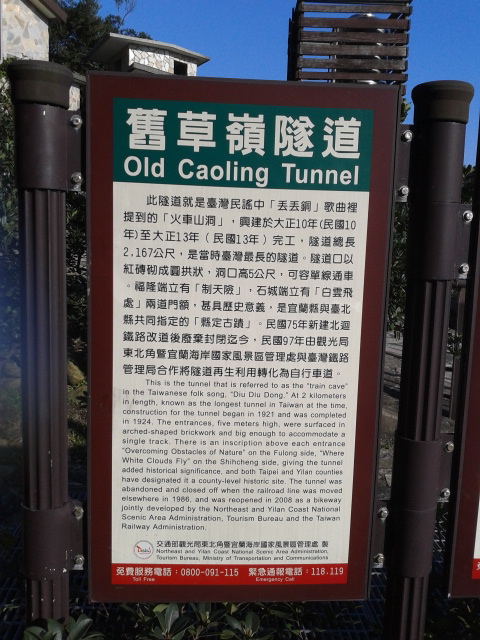 舊草嶺隧道
Old Caoling Tunnel
此隧道就是臺灣民謠中「丟丟銅」歌曲裡
提到的「火車山洞」，興建於大正10年(民國10
年)至大正13年（民國13年）完工，隧道總長
2,167公尺，是當時臺灣最長的隧道。隧道口以
紅磚砌成圓拱狀，洞口高5公尺，可容單線通車
。福隆端立有「制天險」，石城端立有「白雲飛
處」兩道門額，甚具歷史意義，是宜蘭縣與臺北
縣共同指定的「縣定古蹟」。民國75年新建北迴
鐵路改道後廢棄封閉迄今，民國97年由觀光局
東北角暨宜蘭海岸國家風景區管理處與臺灣鐵路
管理局合作將隧道再生利用轉化為自行車道。
This is the tunnel that is referred to as the "train cave"
in the Taiwanese folk song, "Diu Diu Dong." At 2 kilometers
in length, known as the longest tunnel in Taiwan at the time,
construction for the tunnel began in 1921 and was completed
in 1924. The entrances, five meters high, were surfaced in
arched-shaped brickwork and big enough to accommodate a
single track. There is an inscription above each entrance
"Overcoming Obstacles of Nature" on the Fulong side, "Where
White Clouds Fly" on the Shihcheng side, giving the tunnel
added historical significance, and both Taipei and Yilan counties
have designated it a county-level historic site. The tunnel was
abandoned and closed off when the railroad line was moved
elsewhere in 1986, and was reopened in 2008 as a bikeway
jointly developed by the Northeast and Yilan Coast National
Scenic Area Administration, Tourism Bureau and the Taiwan
Railway Administration.
交通部觀光局東北角暨宜蘭海岸國家風景區管理處 製
Northeast and Yilan Coast National Scenic Area Administration,
Tourism Bureau, Ministry of Transportation and Communications
免費服務電話：0800-091-115 緊急通報電話：118.119
Toll Free Emergency Call